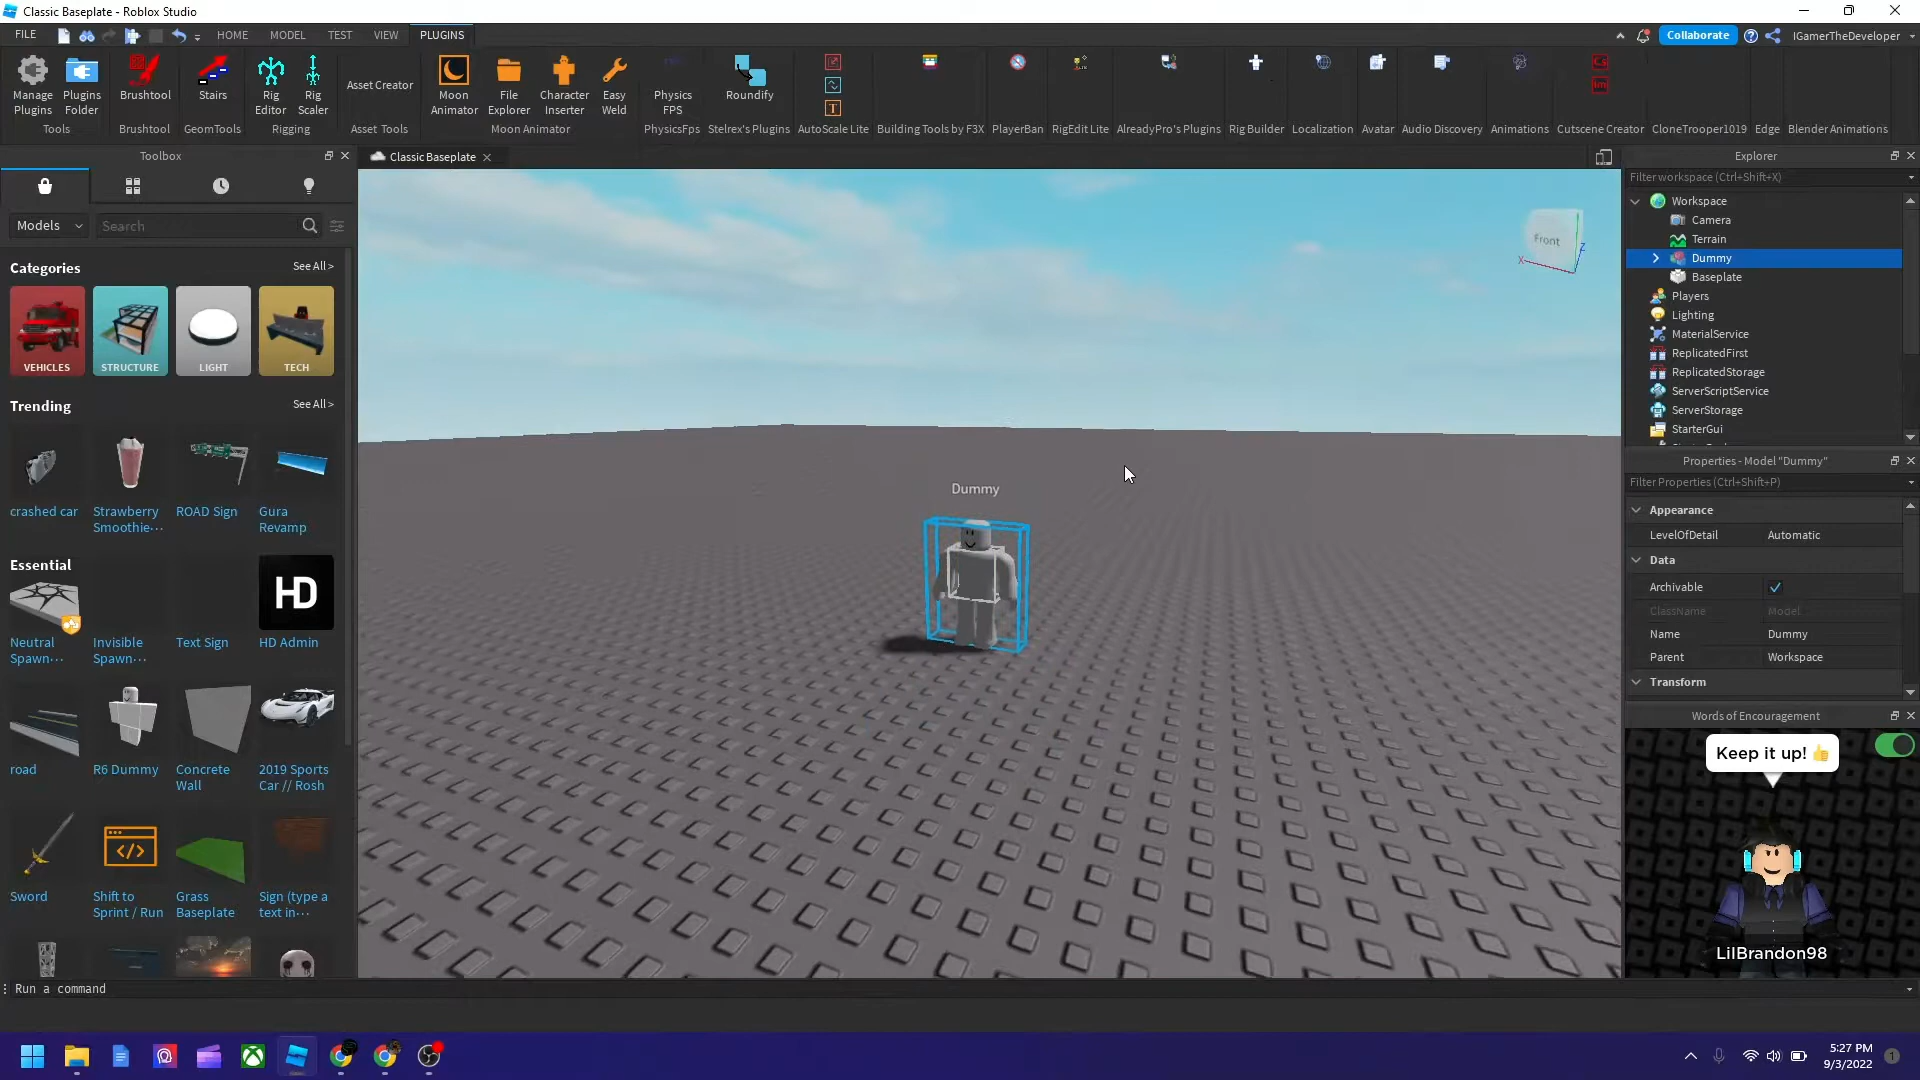 Classic Baseplate - Roblox Studio
FILE
HOME
MODEL
TEST
VIEW
PLUGINS
Collaborate
IGamerTheDeveloper
Manage Plugins
Plugins Folder
Brushtool
Stairs
Rig Editor
Rig Scaler
Asset Creator
Moon Animator
File Explorer
Character Inserter
Easy Weld
Physics FPS
Roundify
Tools
Brushtool
GeomTools
Rigging
Asset Tools
Moon Animator
PhysicsFps
Stelrex's Plugins
AutoScale Lite
Building Tools by F3X
PlayerBan
RigEdit Lite
AlreadyPro's Plugins
Rig Builder
Localization
Avatar
Audio Discovery
Animations
Cutscene Creator
CloneTrooper1019
Edge
Blender Animations
Toolbox
Models
Search
Categories
See All >
VEHICLES
STRUCTURE
LIGHT
TECH
Trending
See All >
crashed car
Strawberry Smoothie···
ROAD Sign
Gura Revamp
Essential
HD
Neutral Spawn···
Invisible Spawn···
Text Sign
HD Admin
road
R6 Dummy
Concrete Wall
2019 Sports Car // Rosh
Sword
Shift to Sprint / Run
Grass Baseplate
Sign (type a text in···
Classic Baseplate
Front
X
Z
Dummy
Explorer
Filter workspace (Ctrl+Shift+X)
Workspace
Camera
Terrain
Dummy
Baseplate
Players
Lighting
MaterialService
ReplicatedFirst
ReplicatedStorage
ServerScriptService
ServerStorage
StarterGui
Properties - Model "Dummy"
Filter Properties (Ctrl+Shift+P)
Appearance
LevelOfDetail Automatic
Data
Archivable
ClassName Model
Name Dummy
Parent Workspace
Transform
Words of Encouragement
Keep it up! 👍
LilBrandon98
Run a command
5:27 PM
9/3/2022
1